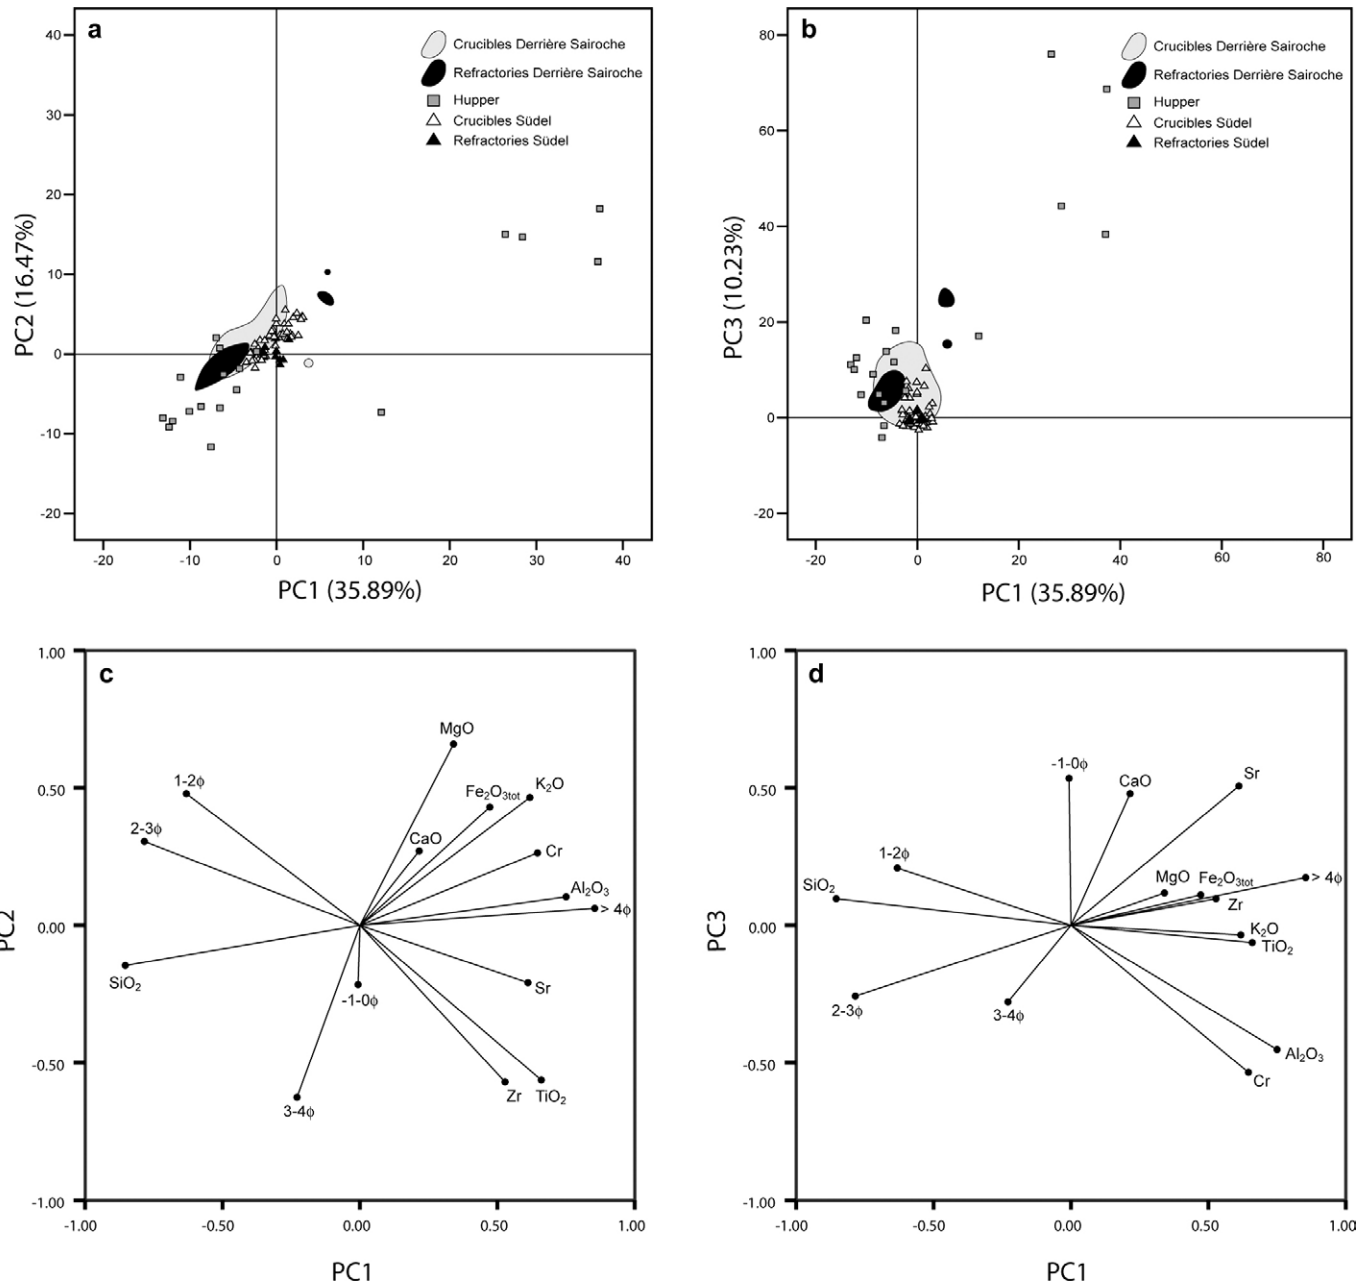 a
Crucibles Derrière Sairoche
Refractories Derrière Sairoche
Hupper
Crucibles Südel
Refractories Südel
40
30
20
10
0
-10
-20
PC2 (16.47%)
-20 -10 0 10 20 30 40
PC1 (35.89%)
b
Crucibles Derrière Sairoche
Refractories Derrière Sairoche
Hupper
Crucibles Südel
Refractories Südel
80
60
40
20
0
-20
PC3 (10.23%)
-20 0 20 40 60 80
PC1 (35.89%)
c
1.00
0.50
0.00
-0.50
-1.00
PC2
MgO
1-2ϕ
K₂O
Fe₂O₃tot
2-3ϕ
CaO
Cr
Al₂O₃
> 4ϕ
SiO₂
Sr
-1-0ϕ
Zr
TiO₂
3-4ϕ
-1.00 -0.50 0.00 0.50 1.00
PC1
d
1.00
0.50
0.00
-0.50
-1.00
PC3
-1-0ϕ
Sr
CaO
1-2ϕ
SiO₂
MgO
Fe₂O₃tot
> 4ϕ
Zr
K₂O
TiO₂
2-3ϕ
3-4ϕ
Al₂O₃
Cr
-1.00 -0.50 0.00 0.50 1.00
PC1